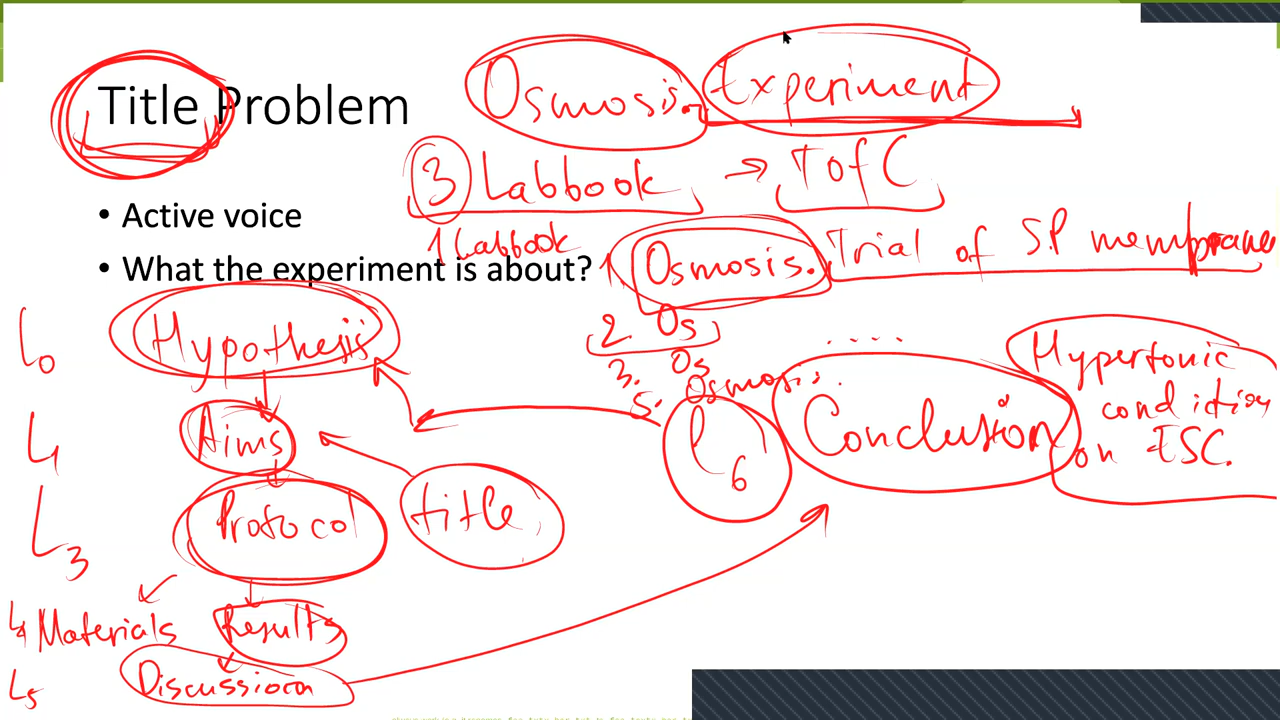 Title Problem
Osmosis. Experiment
3 Labbook → T of C
• Active voice
1 Labbook
1 Osmosis. Trial of S.P membrane
• What the experiment is about?
2. Os
3. Os
5. Osmosis. ....
L0 Hypothesis
L1 Aims
title
L3 Protocol
L4 Materials Results
L5 Discussion
L6 Conclusion
Hypertonic
condition
on ISC.